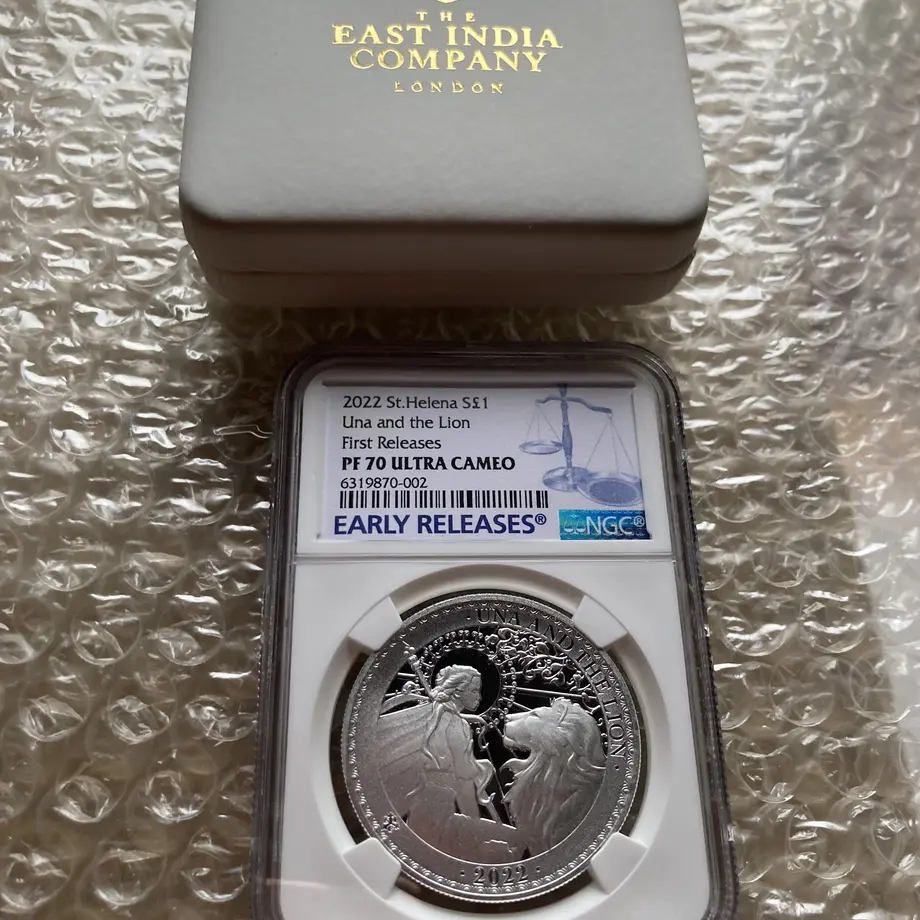 THE
EAST INDIA
COMPANY
LONDON
2022 St.Helena S£1
Una and the Lion
First Releases
PF 70 ULTRA CAMEO
6319870-002
EARLY RELEASES®
NGC®
· UNA AND THE LION ·
· 2022 ·